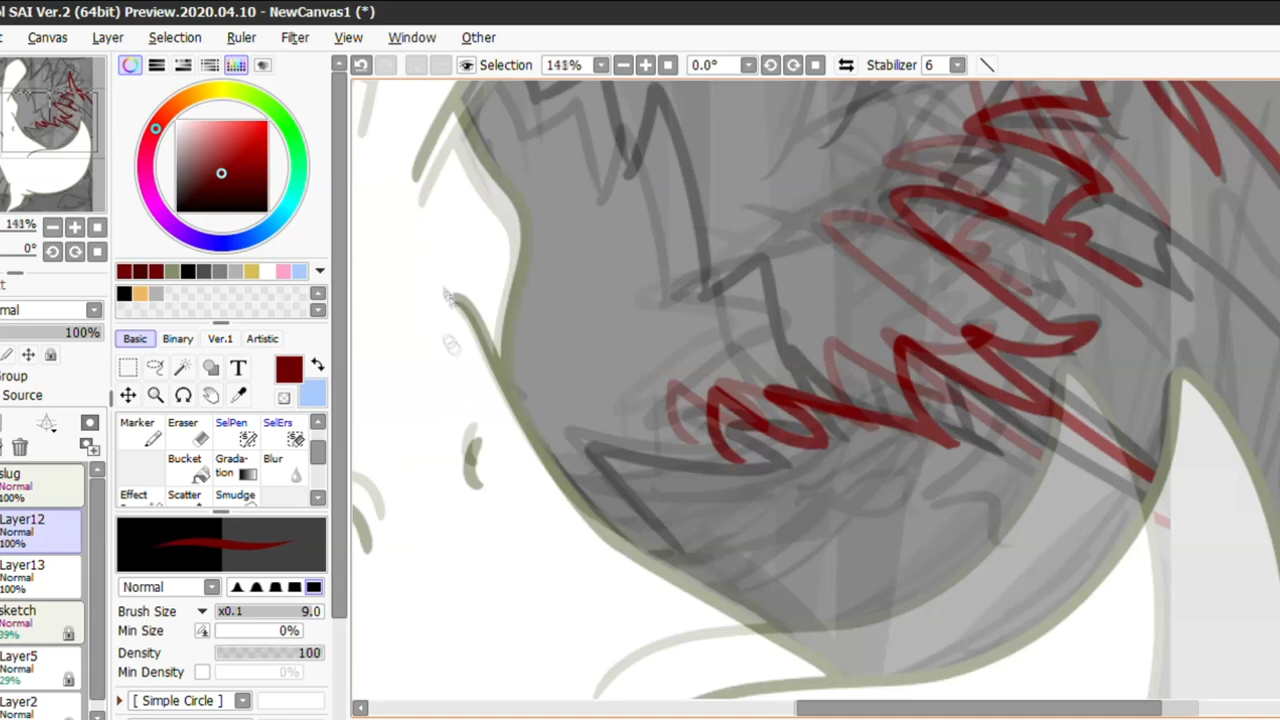 ol SAI Ver.2 (64bit) Preview.2020.04.10 - NewCanvas1 (*)
t Canvas Layer Selection Ruler Filter View Window Other
Selection 141% 0.0° Stabilizer 6
141%
0°
t
mal
100%
Group
Source
slug
Normal
100%
Layer12
Normal
100%
Layer13
Normal
100%
sketch
Normal
39%
Layer5
Normal
29%
Layer2
Normal
Basic Binary Ver.1 Artistic
T
Marker Eraser SelPen SelErs
Bucket Grada-tion Blur
Effect Scatter Smudge
Normal
Brush Size x0.1 9.0
Min Size 0%
Density 100
Min Density 0%
[ Simple Circle ]